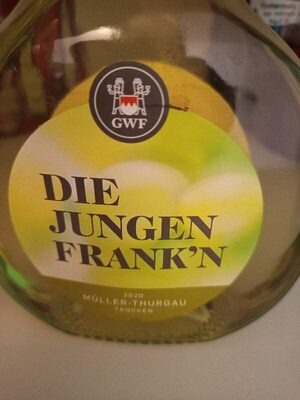 GWF
DIE
JUNGEN
FRANK'N
2020
MÜLLER-THURGAU
TROCKEN